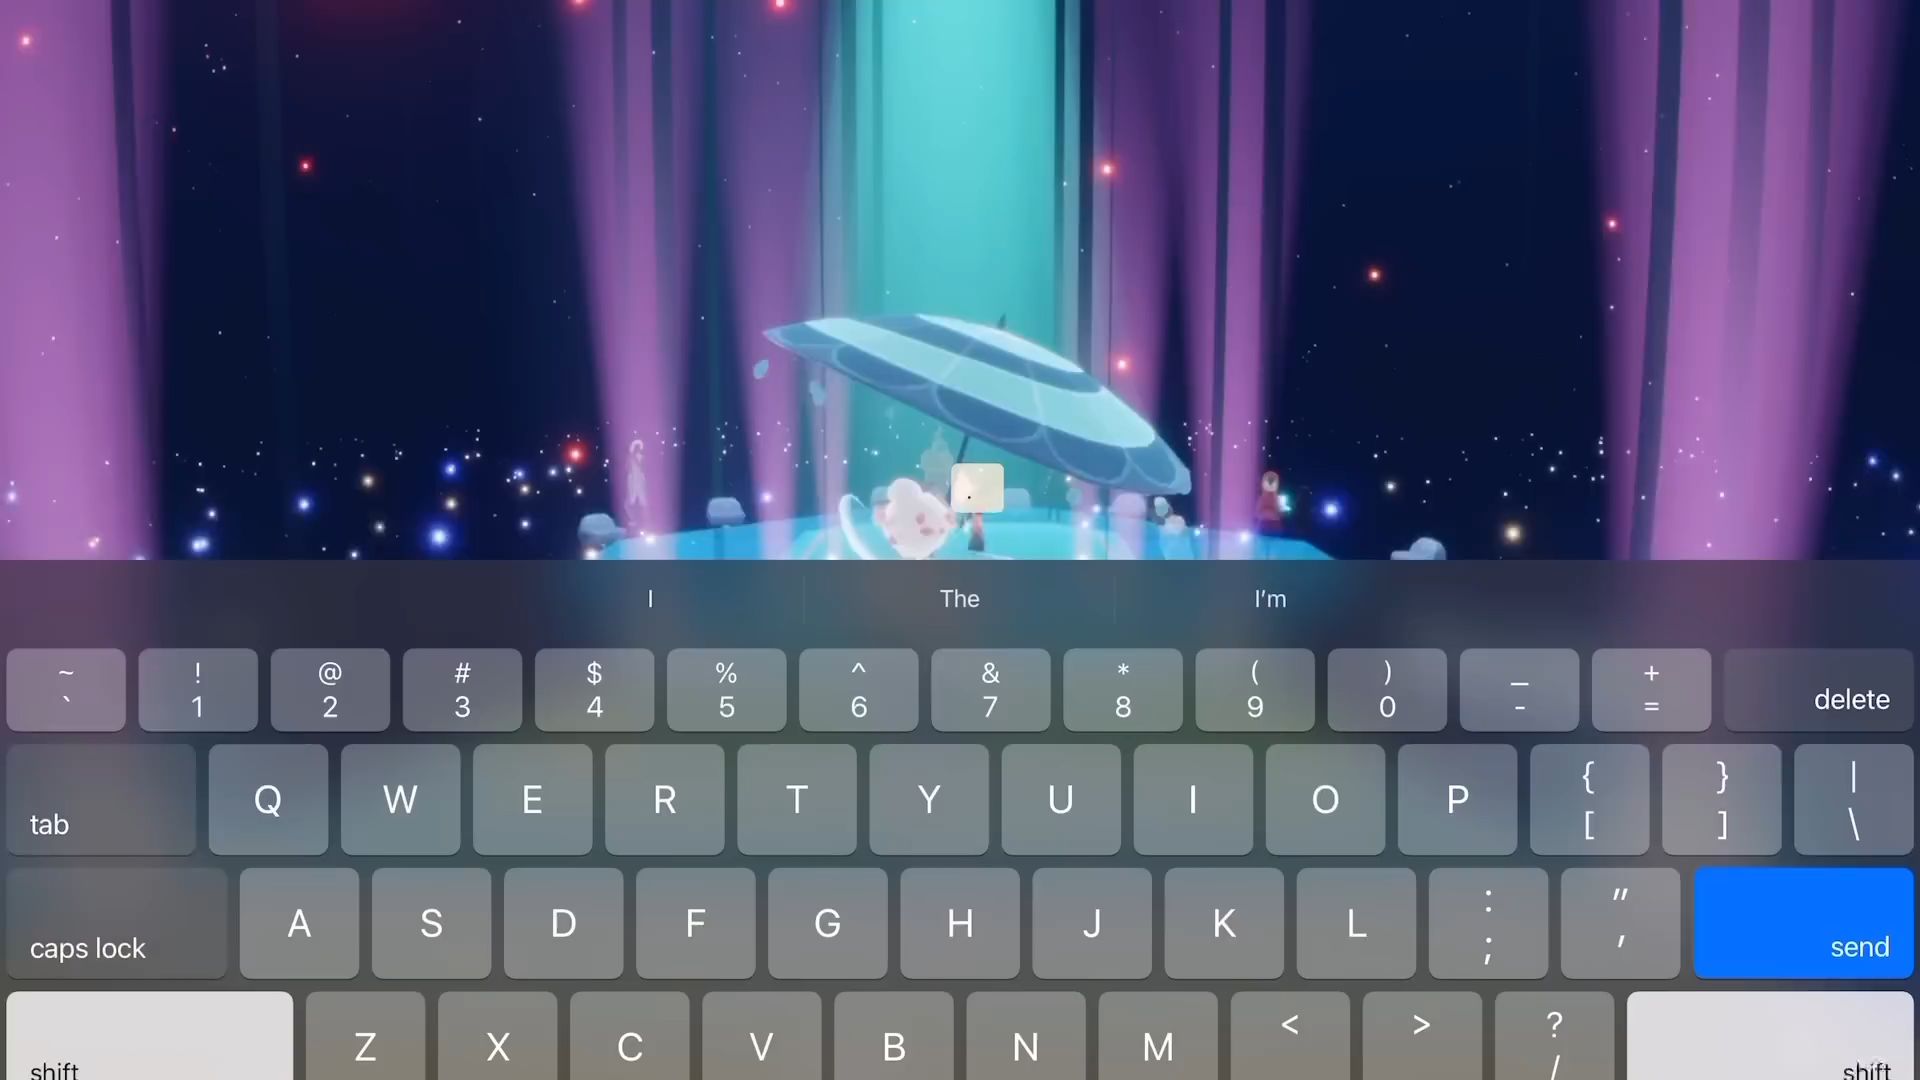 .
I The I'm
~ ! @ # $ % ^ & * ( ) _ +
` 1 2 3 4 5 6 7 8 9 0 - = delete
tab Q W E R T Y U I O P { [ } ] | \
caps lock A S D F G H J K L : ; " ' send
shift Z X C V B N M < > ? / shift